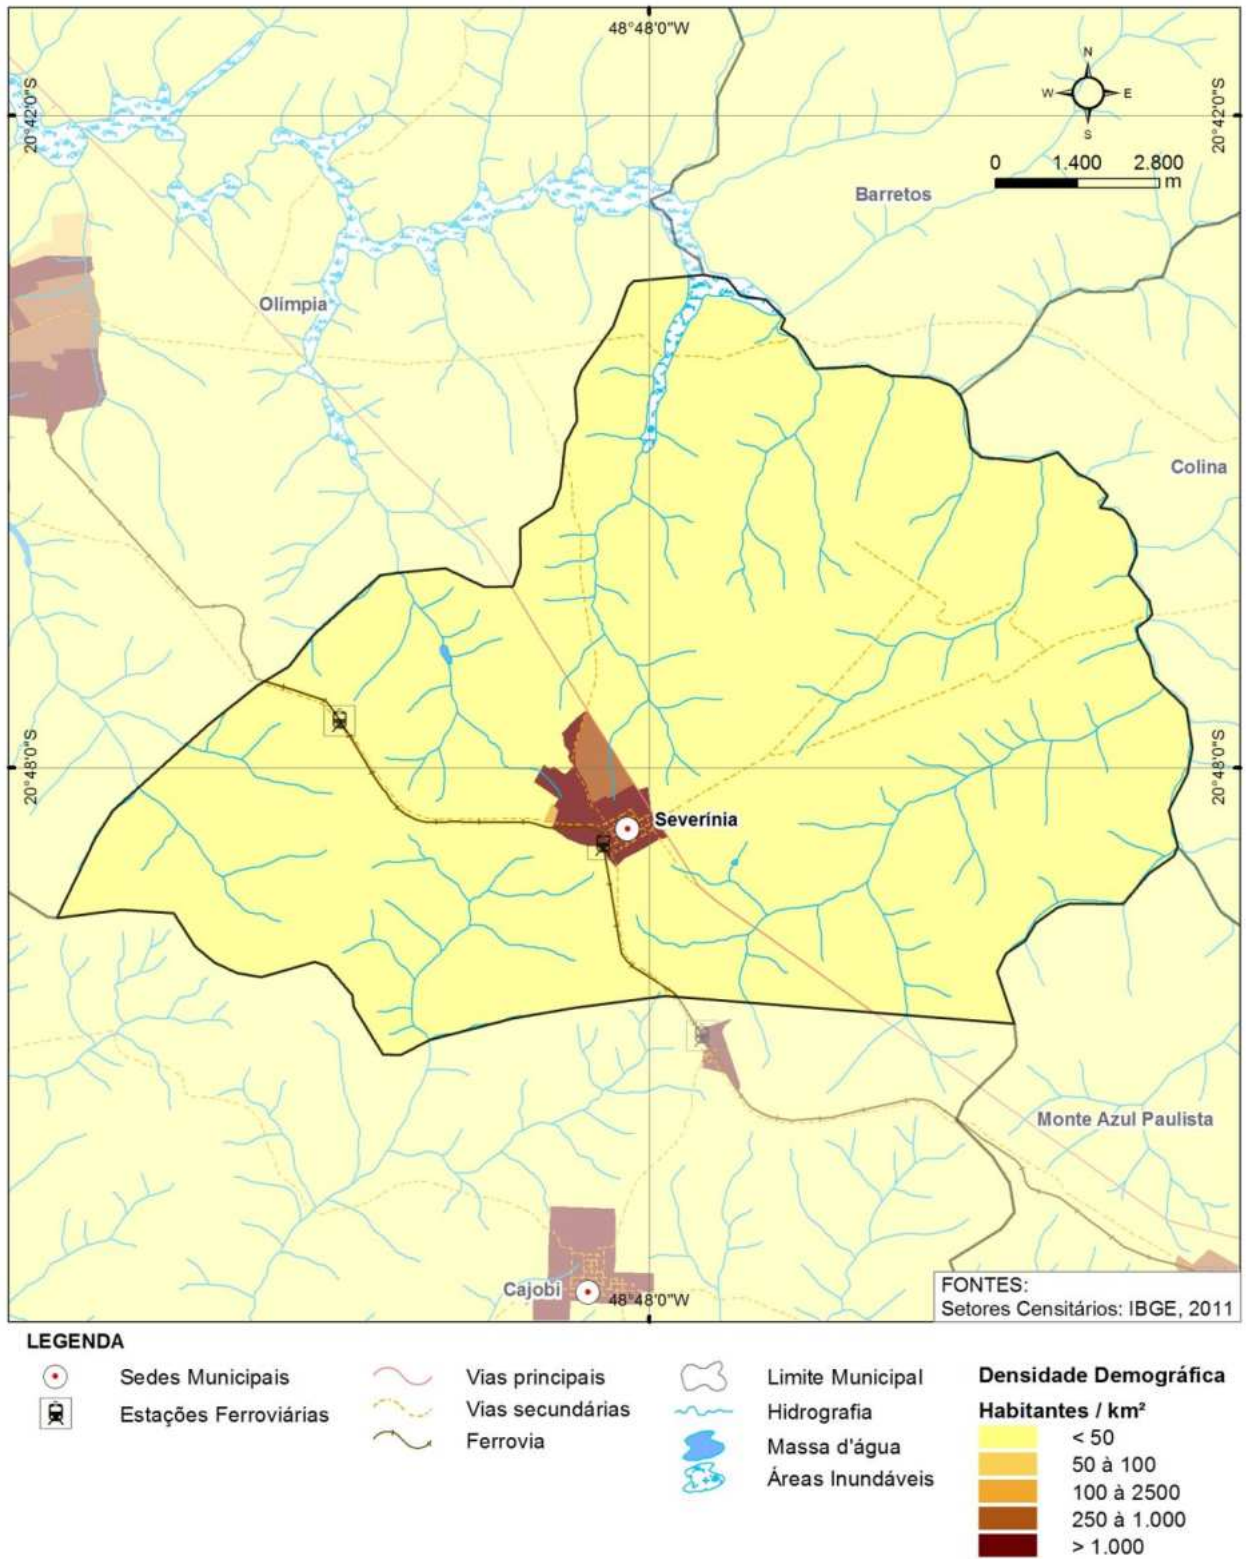 48°48'0"W
20°42'0"S
20°42'0"S
N
W
E
S
0 1.400 2.800
m
Barretos
Olímpia
Colina
20°48'0"S
20°48'0"S
Severínia
Monte Azul Paulista
Cajobi
48°48'0"W
FONTES:
Setores Censitários: IBGE, 2011
LEGENDA
Sedes Municipais
Estações Ferroviárias
Vias principais
Vias secundárias
Ferrovia
Limite Municipal
Hidrografia
Massa d'água
Áreas Inundáveis
Densidade Demográfica
Habitantes / km²
< 50
50 à 100
100 à 2500
250 à 1.000
> 1.000